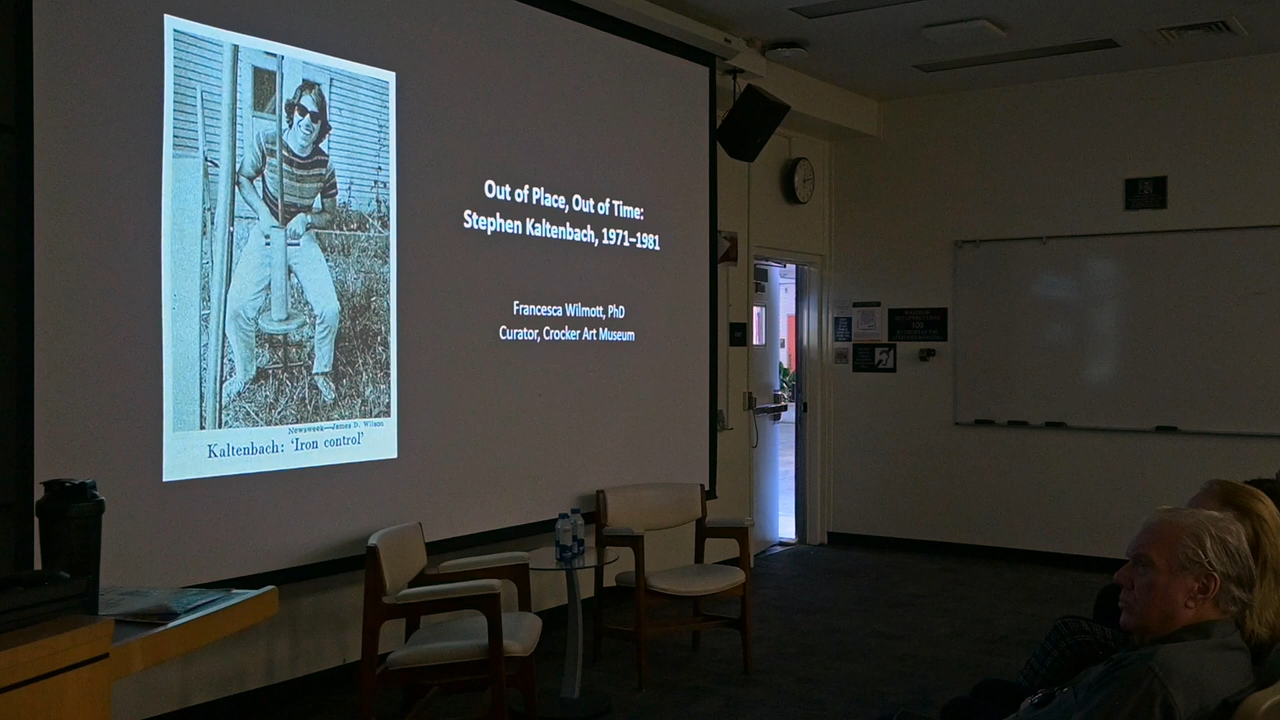 Newsweek—James D. Wilson
Kaltenbach: ‘Iron control’
Out of Place, Out of Time:
Stephen Kaltenbach, 1971–1981
Francesca Wilmott, PhD
Curator, Crocker Art Museum